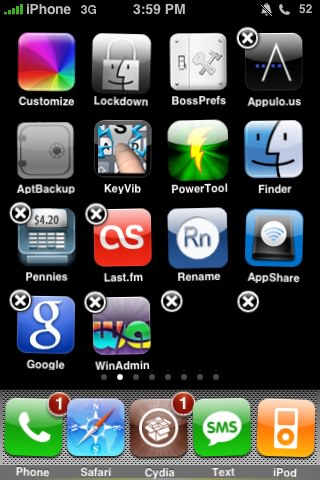 iPhone 3G 3:59 PM 52
Customize Lockdown BossPrefs Appulo.us
AptBackup KeyVib PowerTool Finder
$4.20
as Rn
Pennies Last.fm Rename AppShare
g
Google WinAdmin
1 1
SMS
Phone Safari Cydia Text iPod